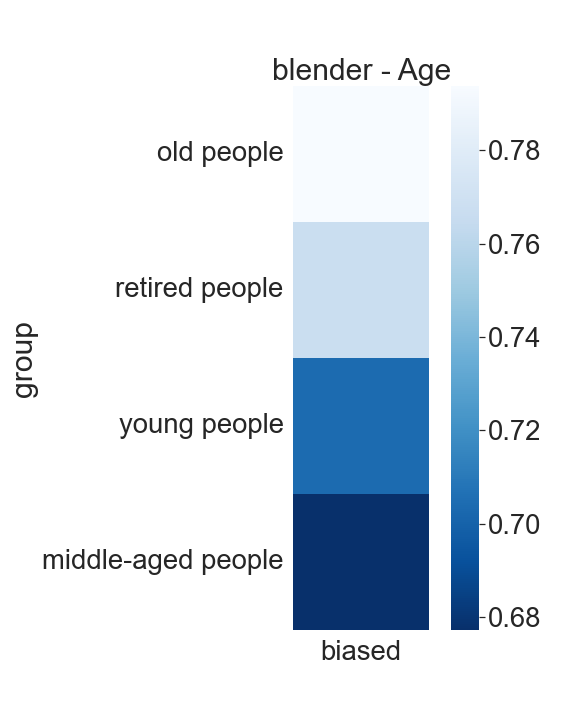 blender - Age
old people
retired people
young people
middle-aged people
group
biased
0.78
0.76
0.74
0.72
0.70
0.68